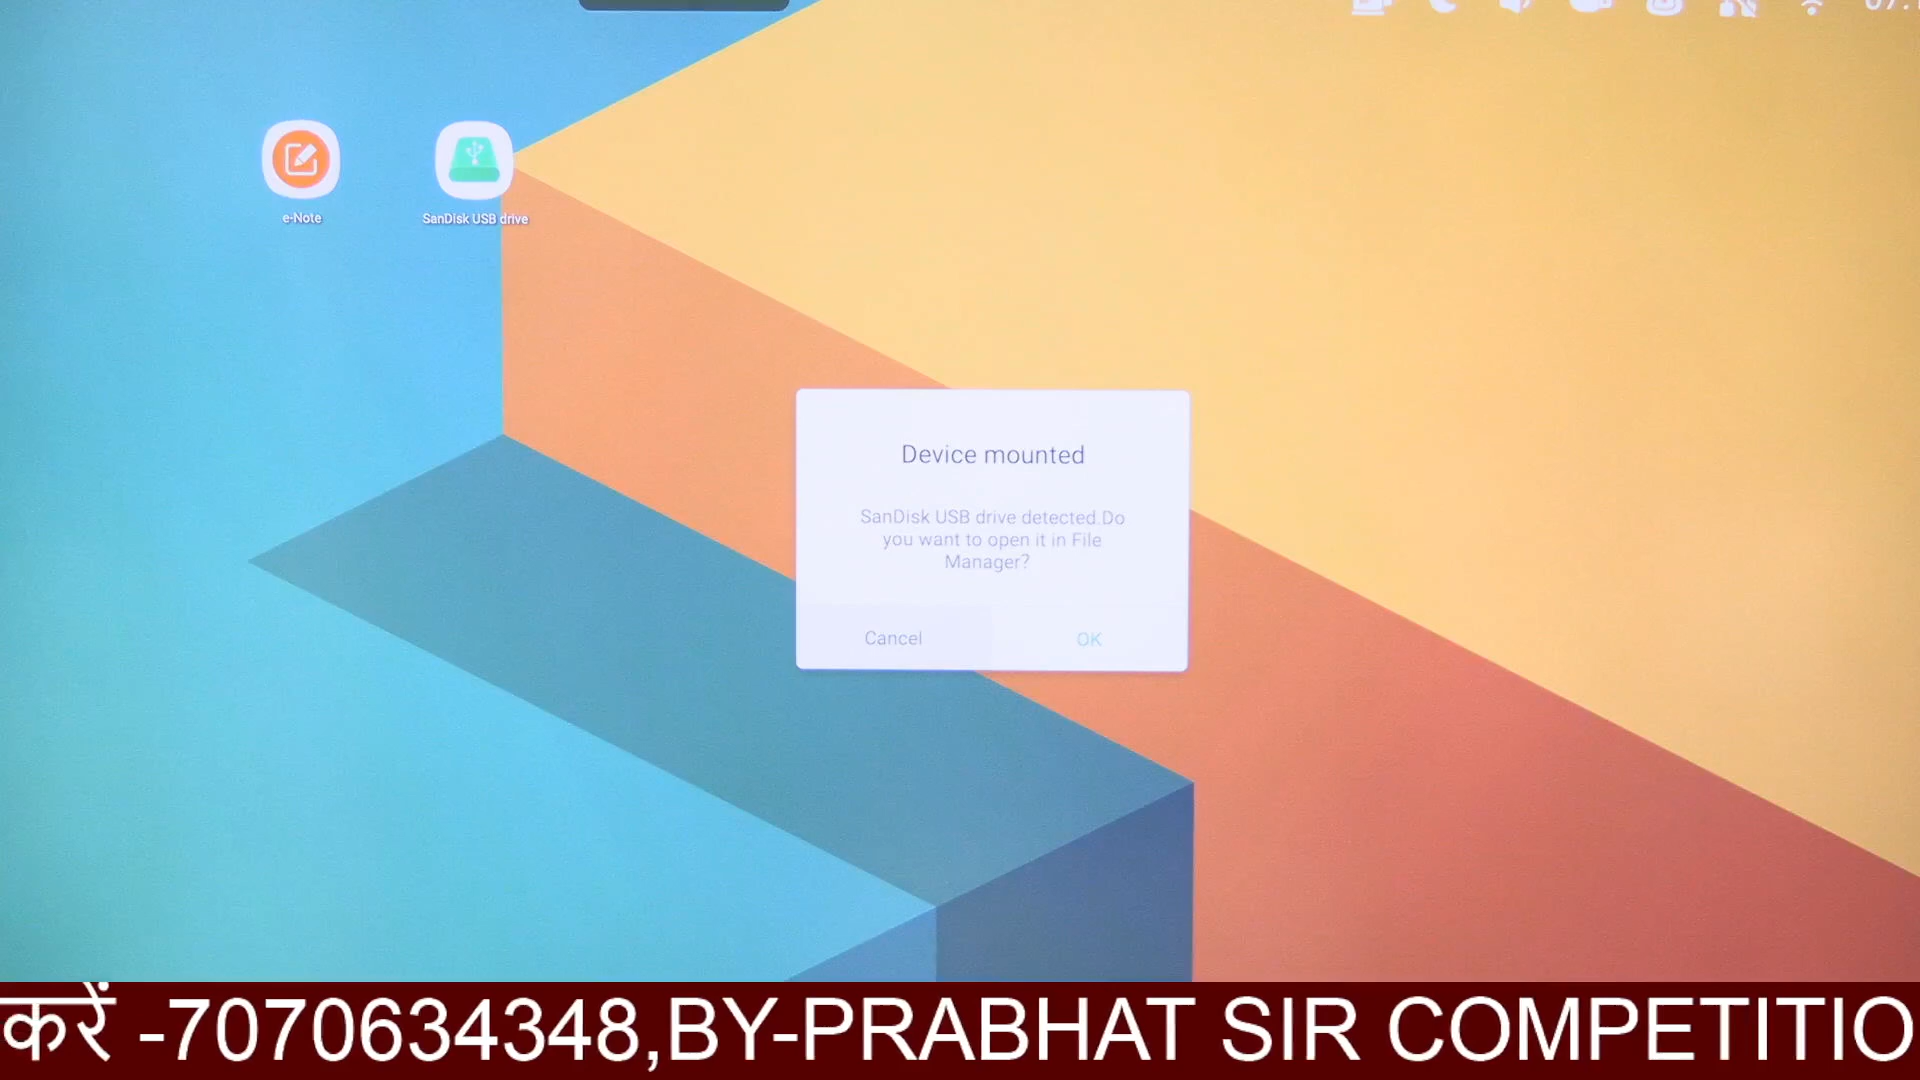 e-Note
SanDisk USB drive
Device mounted
SanDisk USB drive detected.Do
you want to open it in File
Manager?
Cancel
OK
करें -7070634348,BY-PRABHAT SIR COMPETITIO